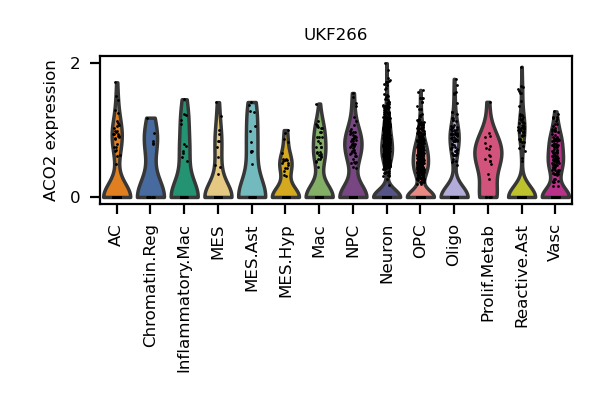 UKF266
ACO2 expression
2
0
AC
Chromatin.Reg
Inflammatory.Mac
MES
MES.Ast
MES.Hyp
Mac
NPC
Neuron
OPC
Oligo
Prolif.Metab
Reactive.Ast
Vasc